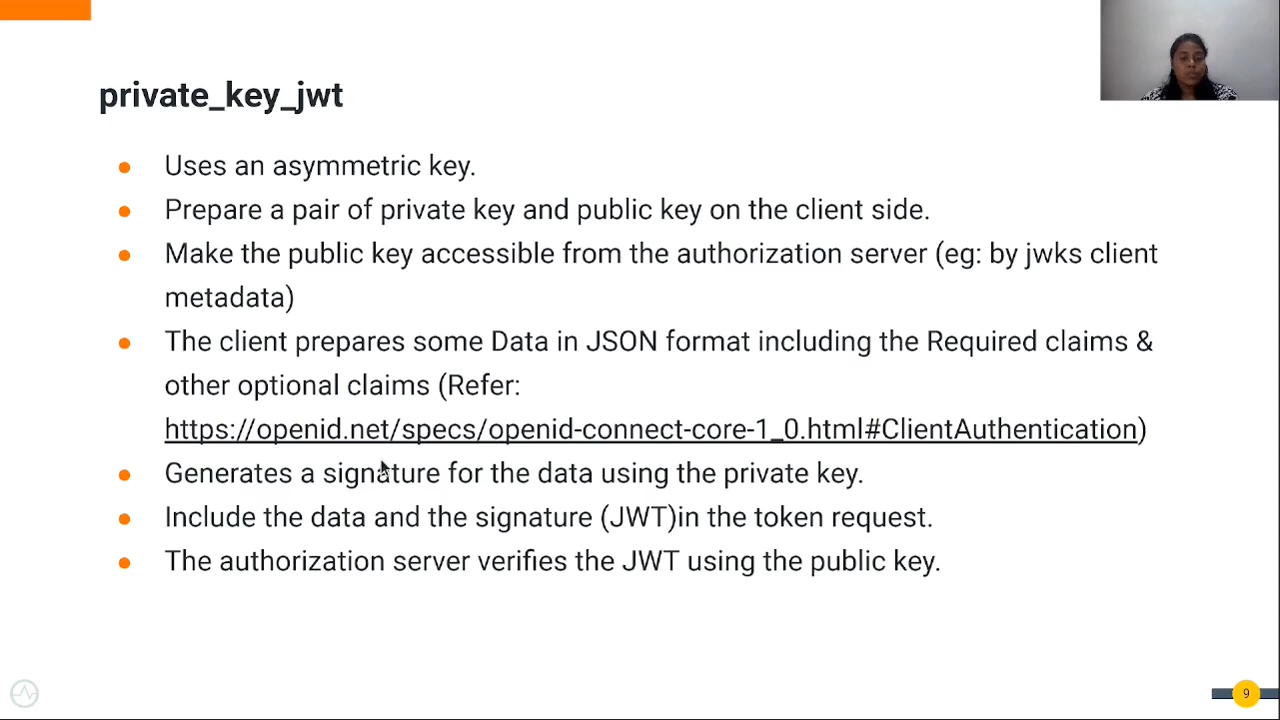 private_key_jwt
● Uses an asymmetric key.
● Prepare a pair of private key and public key on the client side.
● Make the public key accessible from the authorization server (eg: by jwks client
metadata)
● The client prepares some Data in JSON format including the Required claims &
other optional claims (Refer:
https://openid.net/specs/openid-connect-core-1_0.html#ClientAuthentication)
● Generates a signature for the data using the private key.
● Include the data and the signature (JWT)in the token request.
● The authorization server verifies the JWT using the public key.
9